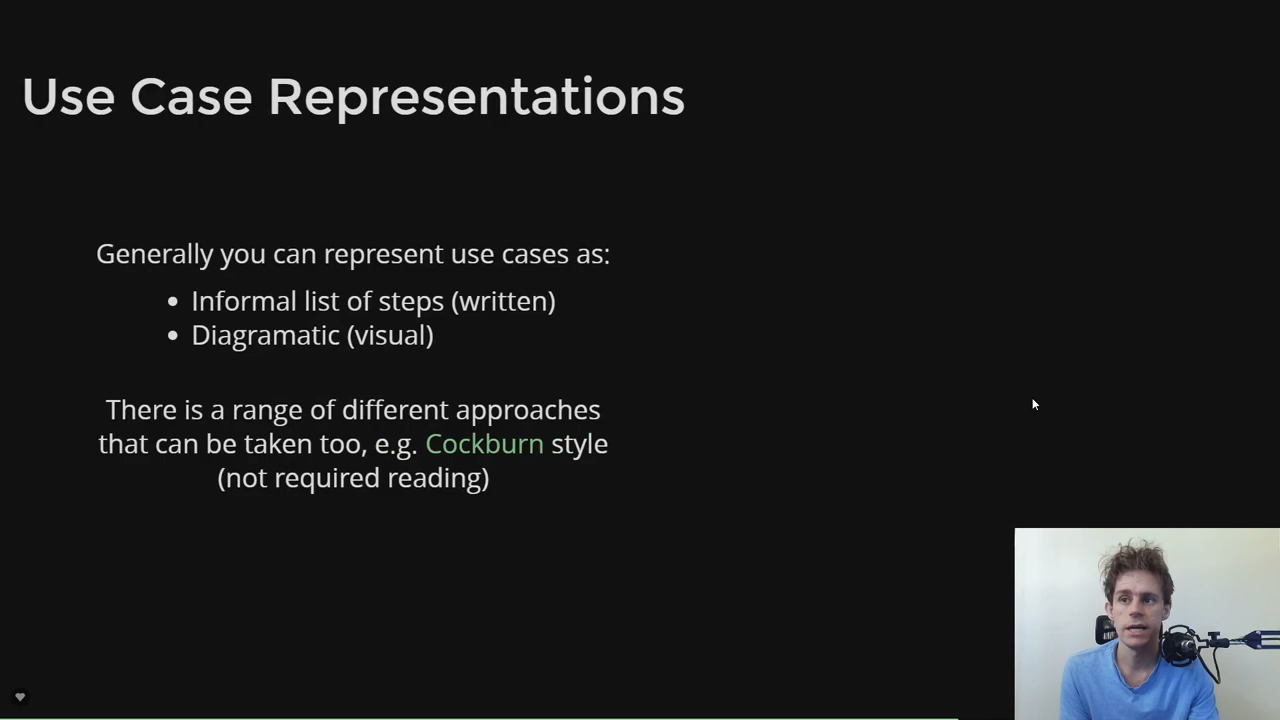 Use Case Representations
Generally you can represent use cases as:
• Informal list of steps (written)
• Diagramatic (visual)
There is a range of different approaches
that can be taken too, e.g. Cockburn style
(not required reading)